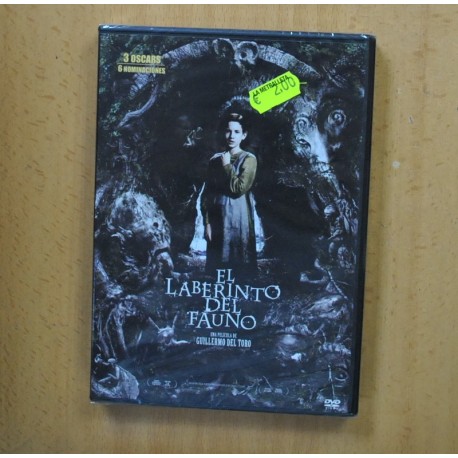 3 OSCARS
6 NOMINACIONES
LA METRALLETA
€ 2.00
EL
LABERINTO
DEL
FAUNO
UNA PELÍCULA DE
GUILLERMO DEL TORO
DVD